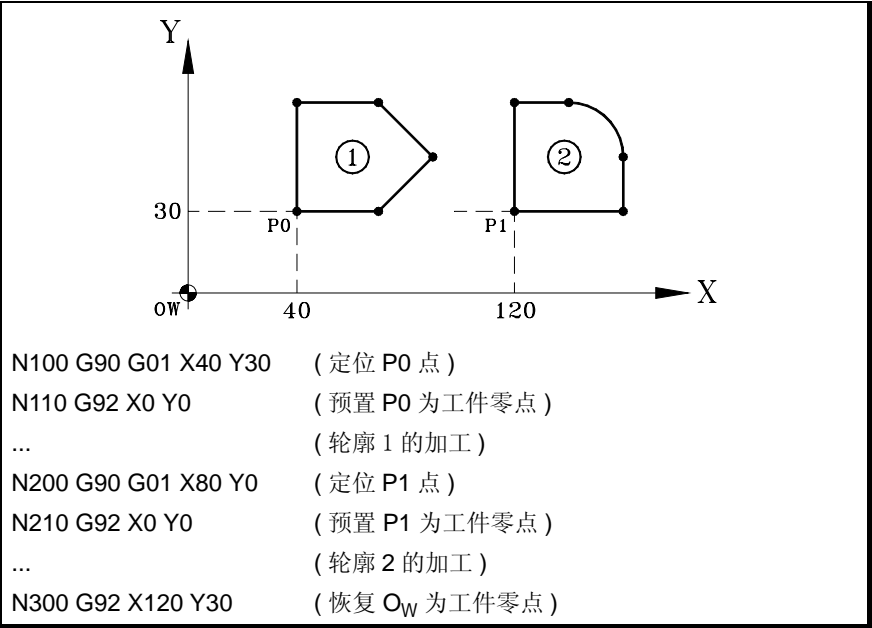 Y
1
2
30
P0
P1
OW
40
120
X
N100 G90 G01 X40 Y30 ( 定位 P0 点 )
N110 G92 X0 Y0 ( 预置 P0 为工件零点 )
... ( 轮廓 1 的加工 )
N200 G90 G01 X80 Y0 ( 定位 P1 点 )
N210 G92 X0 Y0 ( 预置 P1 为工件零点 )
... ( 轮廓 2 的加工 )
N300 G92 X120 Y30 ( 恢复 OW 为工件零点 )